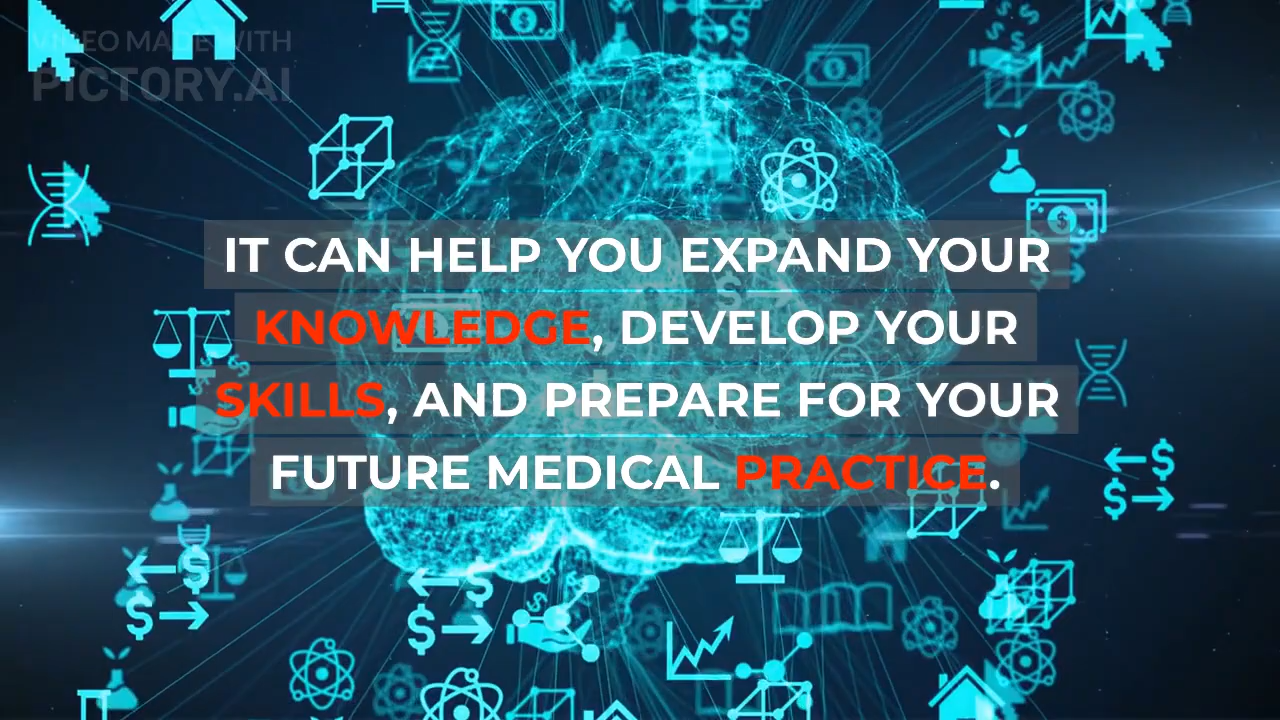 VIDEO MADE WITH
PICTORY.AI
IT CAN HELP YOU EXPAND YOUR
KNOWLEDGE, DEVELOP YOUR
SKILLS, AND PREPARE FOR YOUR
FUTURE MEDICAL PRACTICE.